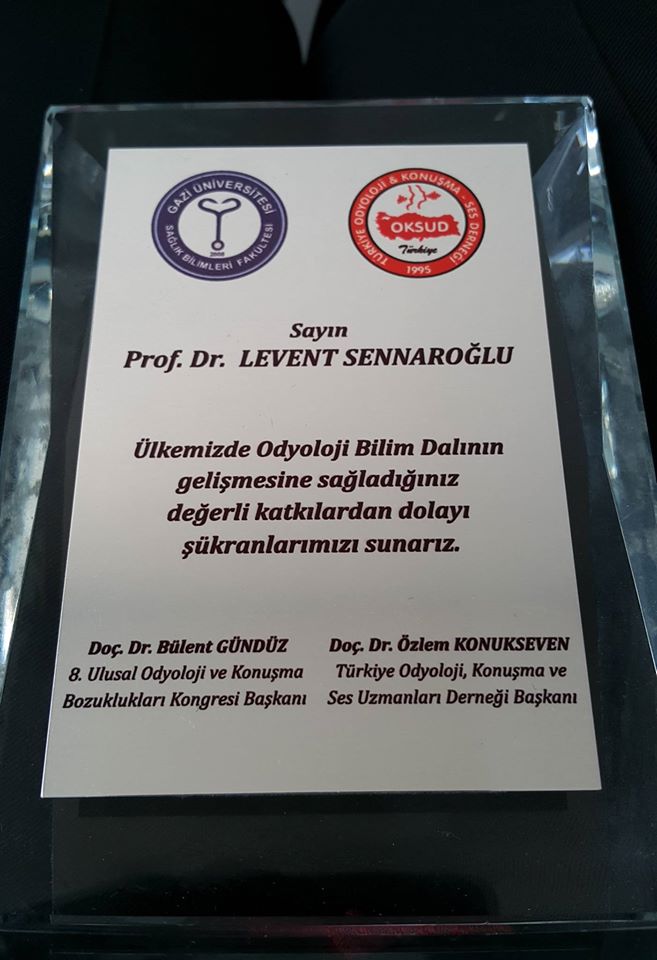 GAZİ ÜNİVERSİTESİ
SAĞLIK BİLİMLERİ FAKÜLTESİ
2008
TÜRKİYE ODYOLOJİ & KONUŞMA - SES DERNEĞİ
OKSUD
Türkiye
1995
Sayın
Prof. Dr. LEVENT SENNAROĞLU
Ülkemizde Odyoloji Bilim Dalının
gelişmesine sağladığınız
değerli katkılardan dolayı
şükranlarımızı sunarız.
Doç. Dr. Bülent GÜNDÜZ
8. Ulusal Odyoloji ve Konuşma
Bozuklukları Kongresi Başkanı
Doç. Dr. Özlem KONUKSEVEN
Türkiye Odyoloji, Konuşma ve
Ses Uzmanları Derneği Başkanı